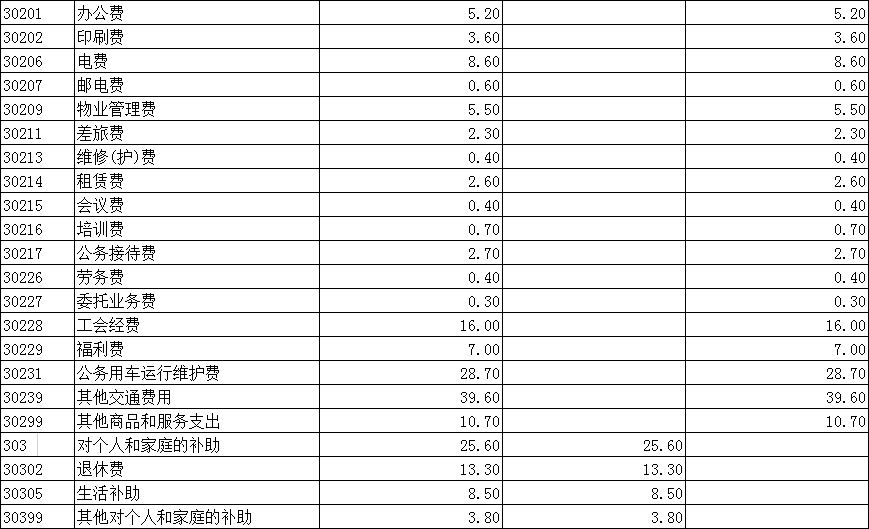 30201 办公费 5.20 5.20
30202 印刷费 3.60 3.60
30206 电费 8.60 8.60
30207 邮电费 0.60 0.60
30209 物业管理费 5.50 5.50
30211 差旅费 2.30 2.30
30213 维修(护)费 0.40 0.40
30214 租赁费 2.60 2.60
30215 会议费 0.40 0.40
30216 培训费 0.70 0.70
30217 公务接待费 2.70 2.70
30226 劳务费 0.40 0.40
30227 委托业务费 0.30 0.30
30228 工会经费 16.00 16.00
30229 福利费 7.00 7.00
30231 公务用车运行维护费 28.70 28.70
30239 其他交通费用 39.60 39.60
30299 其他商品和服务支出 10.70 10.70
303 对个人和家庭的补助 25.60 25.60
30302 退休费 13.30 13.30
30305 生活补助 8.50 8.50
30399 其他对个人和家庭的补助 3.80 3.80